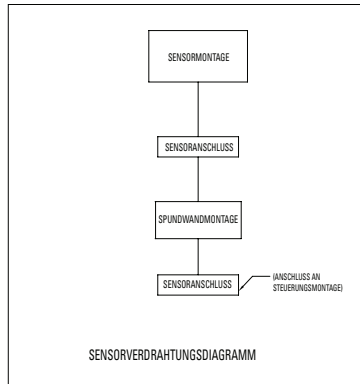 SENSORMONTAGE
SENSORANSCHLUSS
SPUNDWANDMONTAGE
SENSORANSCHLUSS
(ANSCHLUSS AN
STEUERUNGSMONTAGE)
SENSORVERDRAHTUNGSDIAGRAMM